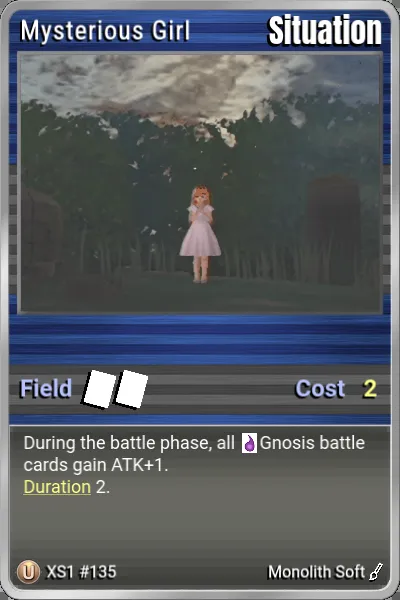 Mysterious Girl
Situation
Field
Cost 2
During the battle phase, all Gnosis battle
cards gain ATK+1.
Duration 2.
U XS1 #135
Monolith Soft